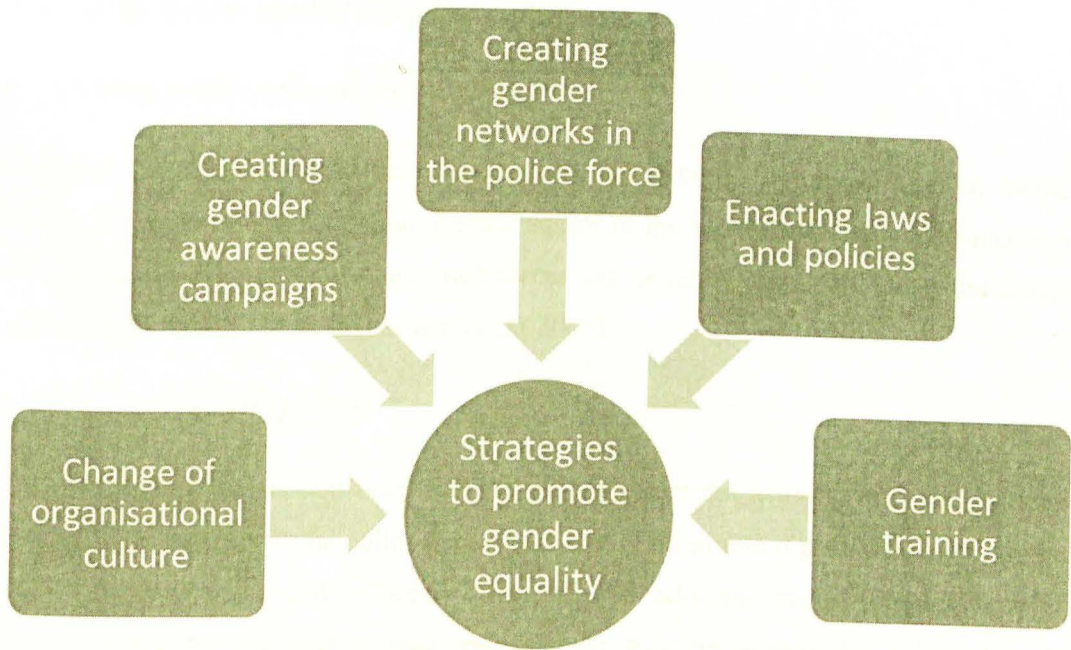 Creating
gender
networks in
the police force
Creating
gender
awareness
campaigns
Enacting laws
and policies
Change of
organisational
culture
Strategies
to promote
gender
equality
Gender
training